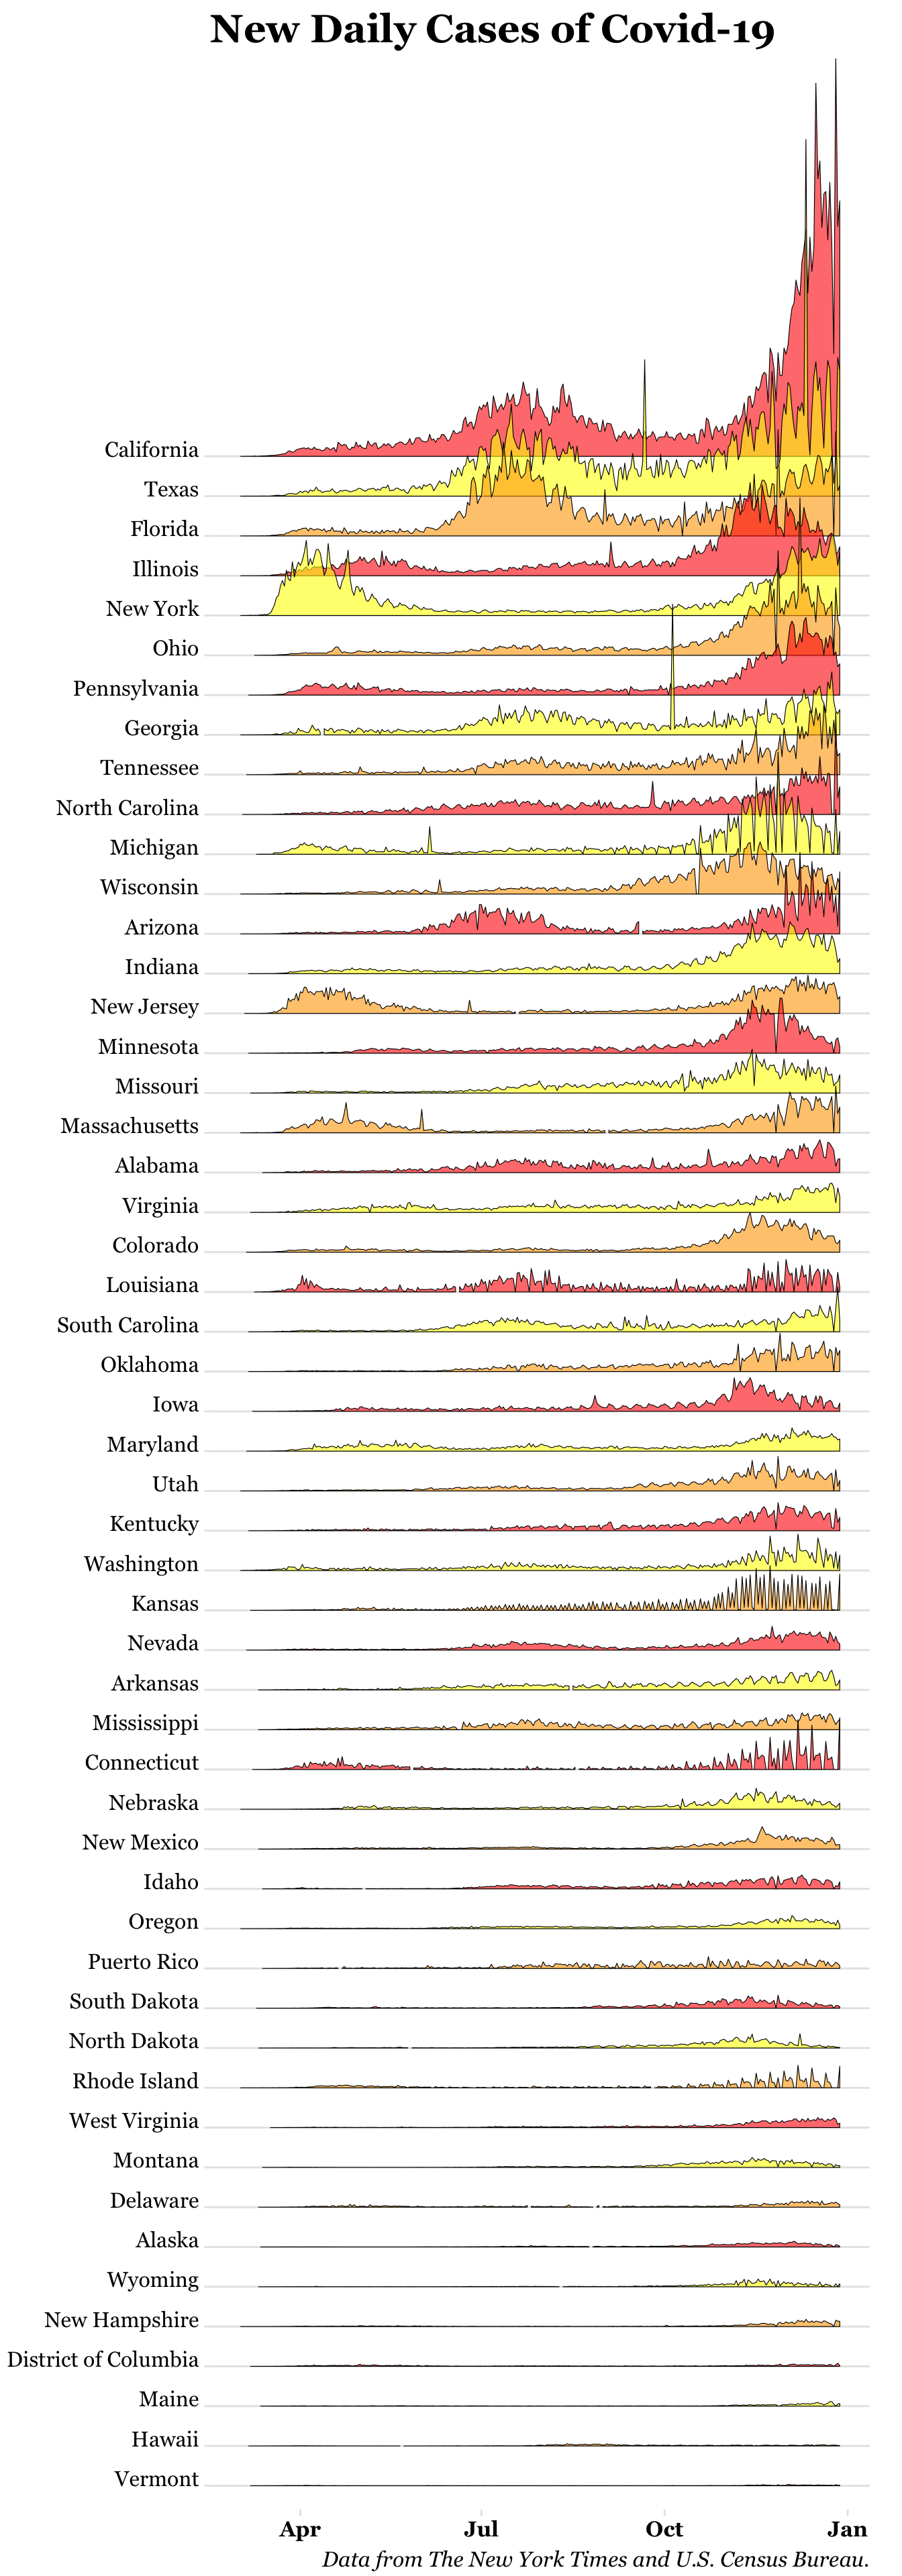 New Daily Cases of Covid-19
California
Texas
Florida
Illinois
New York
Ohio
Pennsylvania
Georgia
Tennessee
North Carolina
Michigan
Wisconsin
Arizona
Indiana
New Jersey
Minnesota
Missouri
Massachusetts
Alabama
Virginia
Colorado
Louisiana
South Carolina
Oklahoma
Iowa
Maryland
Utah
Kentucky
Washington
Kansas
Nevada
Arkansas
Mississippi
Connecticut
Nebraska
New Mexico
Idaho
Oregon
Puerto Rico
South Dakota
North Dakota
Rhode Island
West Virginia
Montana
Delaware
Alaska
Wyoming
New Hampshire
District of Columbia
Maine
Hawaii
Vermont
Apr Jul Oct Jan
Data from The New York Times and U.S. Census Bureau.